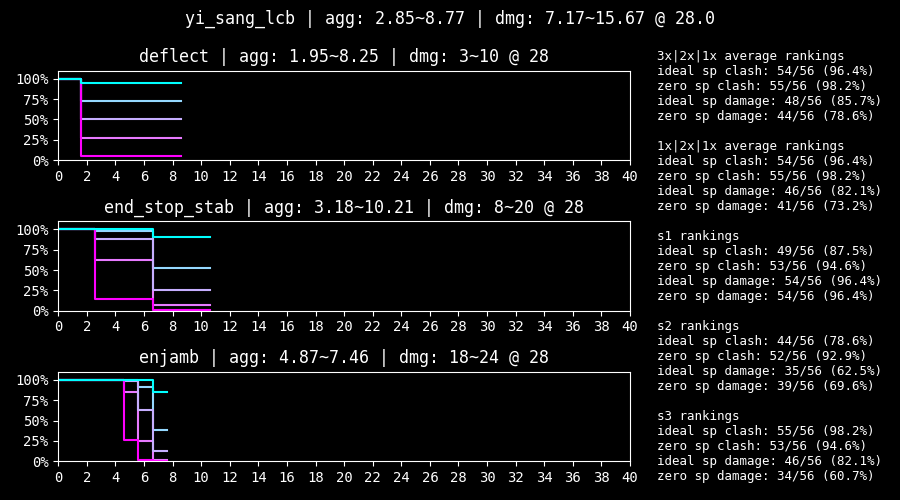 yi_sang_lcb | agg: 2.85~8.77 | dmg: 7.17~15.67 @ 28.0
deflect | agg: 1.95~8.25 | dmg: 3~10 @ 28
100%
75%
50%
25%
0%
0 2 4 6 8 10 12 14 16 18 20 22 24 26 28 30 32 34 36 38 40
end_stop_stab | agg: 3.18~10.21 | dmg: 8~20 @ 28
100%
75%
50%
25%
0%
0 2 4 6 8 10 12 14 16 18 20 22 24 26 28 30 32 34 36 38 40
enjamb | agg: 4.87~7.46 | dmg: 18~24 @ 28
100%
75%
50%
25%
0%
0 2 4 6 8 10 12 14 16 18 20 22 24 26 28 30 32 34 36 38 40
3x|2x|1x average rankings
ideal sp clash: 54/56 (96.4%)
zero sp clash: 55/56 (98.2%)
ideal sp damage: 48/56 (85.7%)
zero sp damage: 44/56 (78.6%)
1x|2x|1x average rankings
ideal sp clash: 54/56 (96.4%)
zero sp clash: 55/56 (98.2%)
ideal sp damage: 46/56 (82.1%)
zero sp damage: 41/56 (73.2%)
s1 rankings
ideal sp clash: 49/56 (87.5%)
zero sp clash: 53/56 (94.6%)
ideal sp damage: 54/56 (96.4%)
zero sp damage: 54/56 (96.4%)
s2 rankings
ideal sp clash: 44/56 (78.6%)
zero sp clash: 52/56 (92.9%)
ideal sp damage: 35/56 (62.5%)
zero sp damage: 39/56 (69.6%)
s3 rankings
ideal sp clash: 55/56 (98.2%)
zero sp clash: 53/56 (94.6%)
ideal sp damage: 46/56 (82.1%)
zero sp damage: 34/56 (60.7%)